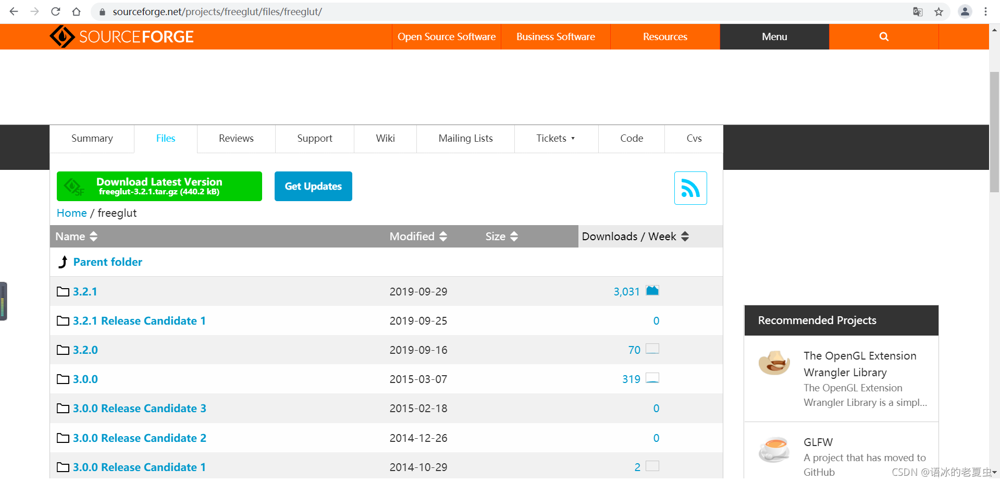 sourceforge.net/projects/freeglut/files/freeglut/
SOURCEFORGE
Open Source Software
Business Software
Resources
Menu
Summary
Files
Reviews
Support
Wiki
Mailing Lists
Tickets
Code
Cvs
Download Latest Version
freeglut-3.2.1.tar.gz (440.2 kB)
SF
Get Updates
Home / freeglut
Name Modified Size Downloads / Week
Parent folder
3.2.1 2019-09-29 3,031
3.2.1 Release Candidate 1 2019-09-25 0
3.2.0 2019-09-16 70
3.0.0 2015-03-07 319
3.0.0 Release Candidate 3 2015-02-18 0
3.0.0 Release Candidate 2 2014-12-26 0
3.0.0 Release Candidate 1 2014-10-29 2
Recommended Projects
The OpenGL Extension
Wrangler Library
The OpenGL Extension
Wrangler Library is a simpl...
GLFW
A project that has moved to
GitHub
CSDN @语冰的老夏虫